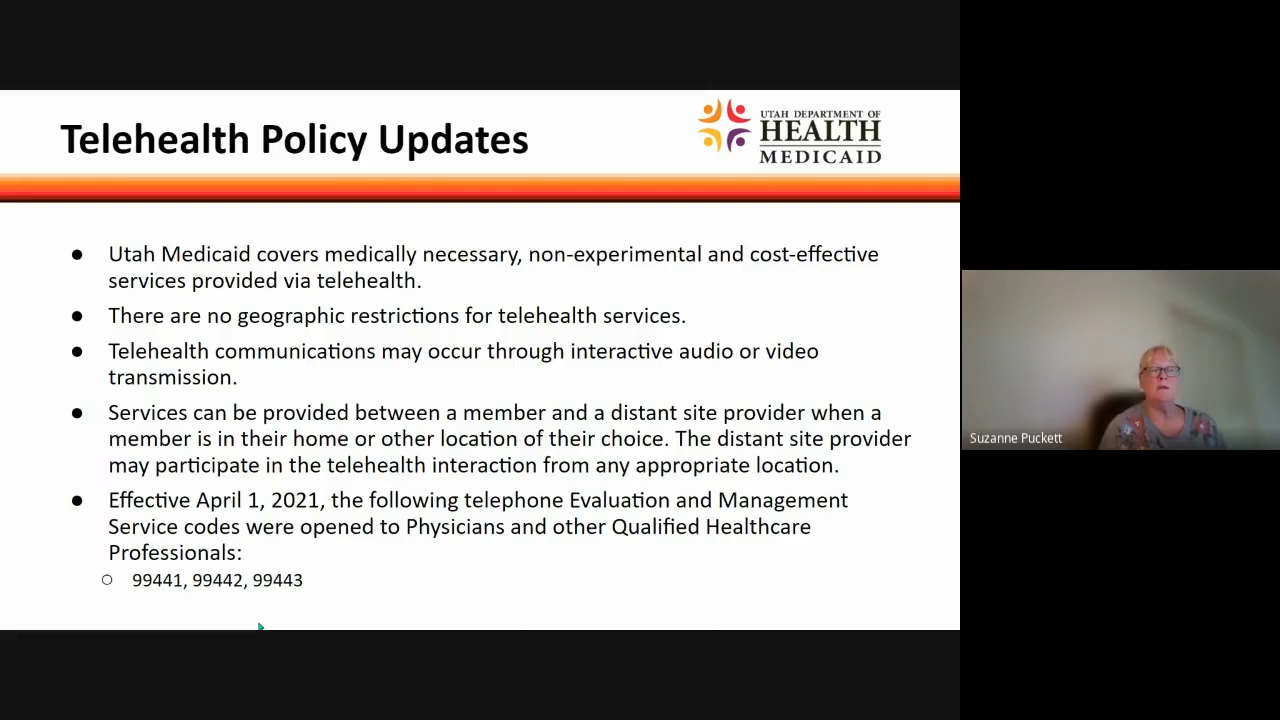 Telehealth Policy Updates
UTAH DEPARTMENT OF
HEALTH
MEDICAID
● Utah Medicaid covers medically necessary, non-experimental and cost-effective
services provided via telehealth.
● There are no geographic restrictions for telehealth services.
● Telehealth communications may occur through interactive audio or video
transmission.
● Services can be provided between a member and a distant site provider when a
member is in their home or other location of their choice. The distant site provider
may participate in the telehealth interaction from any appropriate location.
● Effective April 1, 2021, the following telephone Evaluation and Management
Service codes were opened to Physicians and other Qualified Healthcare
Professionals:
○ 99441, 99442, 99443
Suzanne Puckett